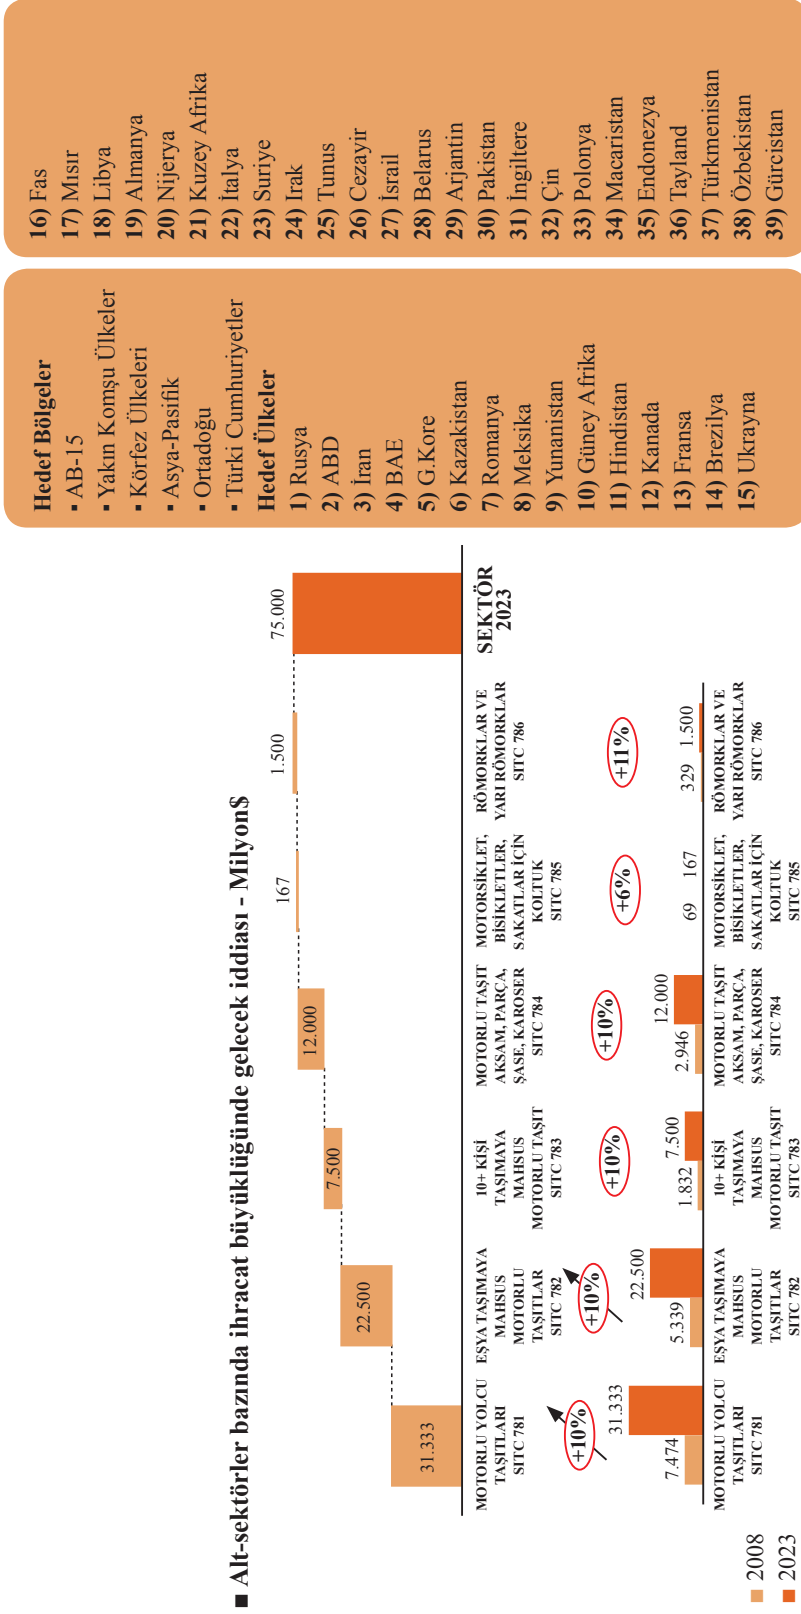 ■ Alt-sektörler bazında ihracat büyüklüğünde gelecek iddiası - Milyon$
31.333
22.500
7.500
12.000
167
1.500
75.000
MOTORLU YOLCU
TAŞITLARI
SITC 781
EŞYA TAŞIMAYA
MAHSUS
MOTORLU
TAŞITLAR
SITC 782
10+ KİŞİ
TAŞIMAYA
MAHSUS
MOTORLU TAŞIT
SITC 783
MOTORLU TAŞIT
AKSAM, PARÇA,
ŞASE, KAROSER
SITC 784
MOTORSİKLET,
BİSİKLETLER,
SAKATLAR İÇİN
KOLTUK
SITC 785
RÖMORKLAR VE
YARI RÖMORKLAR
SITC 786
SEKTÖR
2023
+10%
+10%
+10%
+10%
+6%
+11%
7.474
31.333
5.339
22.500
1.832
7.500
2.946
12.000
69
167
329
1.500
MOTORLU YOLCU
TAŞITLARI
SITC 781
EŞYA TAŞIMAYA
MAHSUS
MOTORLU
TAŞITLAR
SITC 782
10+ KİŞİ
TAŞIMAYA
MAHSUS
MOTORLU TAŞIT
SITC 783
MOTORLU TAŞIT
AKSAM, PARÇA,
ŞASE, KAROSER
SITC 784
MOTORSİKLET,
BİSİKLETLER,
SAKATLAR İÇİN
KOLTUK
SITC 785
RÖMORKLAR VE
YARI RÖMORKLAR
SITC 786
2008
2023
Hedef Bölgeler
▪ AB-15
▪ Yakın Komşu Ülkeler
▪ Körfez Ülkeleri
▪ Asya-Pasifik
▪ Ortadoğu
▪ Türki Cumhuriyetler
Hedef Ülkeler
1) Rusya
2) ABD
3) İran
4) BAE
5) G.Kore
6) Kazakistan
7) Romanya
8) Meksika
9) Yunanistan
10) Güney Afrika
11) Hindistan
12) Kanada
13) Fransa
14) Brezilya
15) Ukrayna
16) Fas
17) Mısır
18) Libya
19) Almanya
20) Nijerya
21) Kuzey Afrika
22) İtalya
23) Suriye
24) Irak
25) Tunus
26) Cezayir
27) İsrail
28) Belarus
29) Arjantin
30) Pakistan
31) İngiltere
32) Çin
33) Polonya
34) Macaristan
35) Endonezya
36) Tayland
37) Türkmenistan
38) Özbekistan
39) Gürcistan